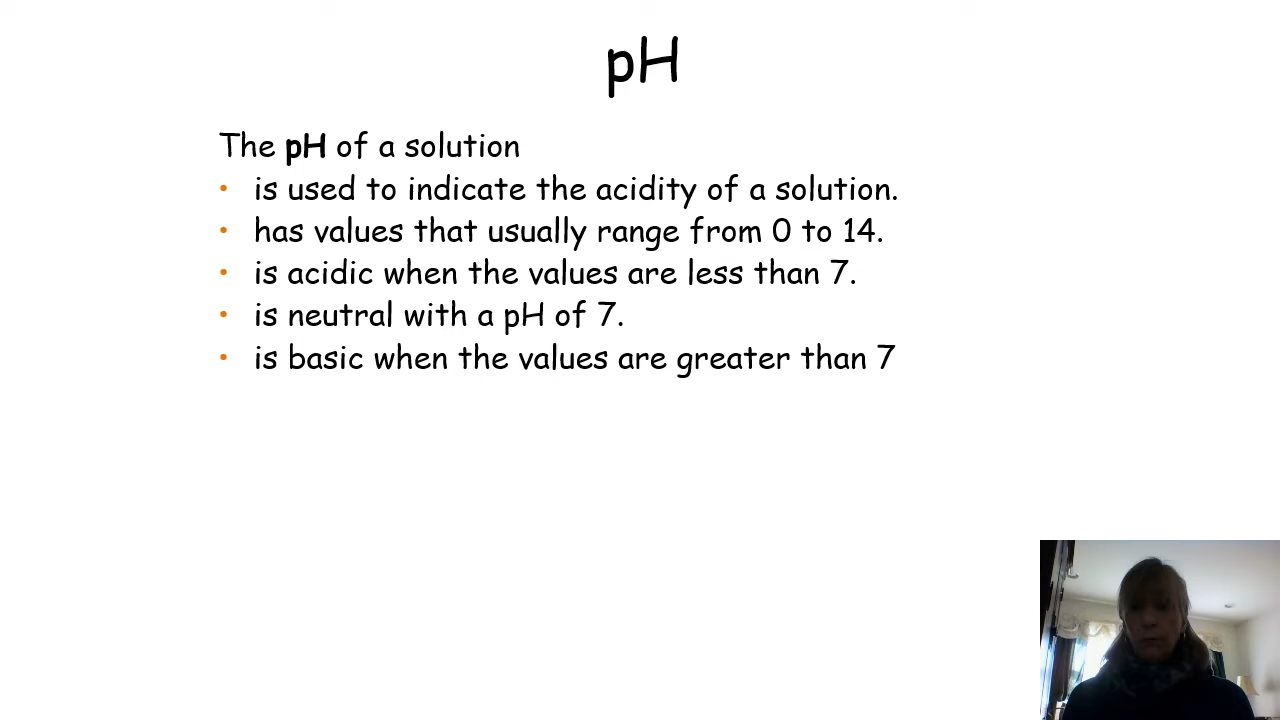 pH
The pH of a solution
• is used to indicate the acidity of a solution.
• has values that usually range from 0 to 14.
• is acidic when the values are less than 7.
• is neutral with a pH of 7.
• is basic when the values are greater than 7